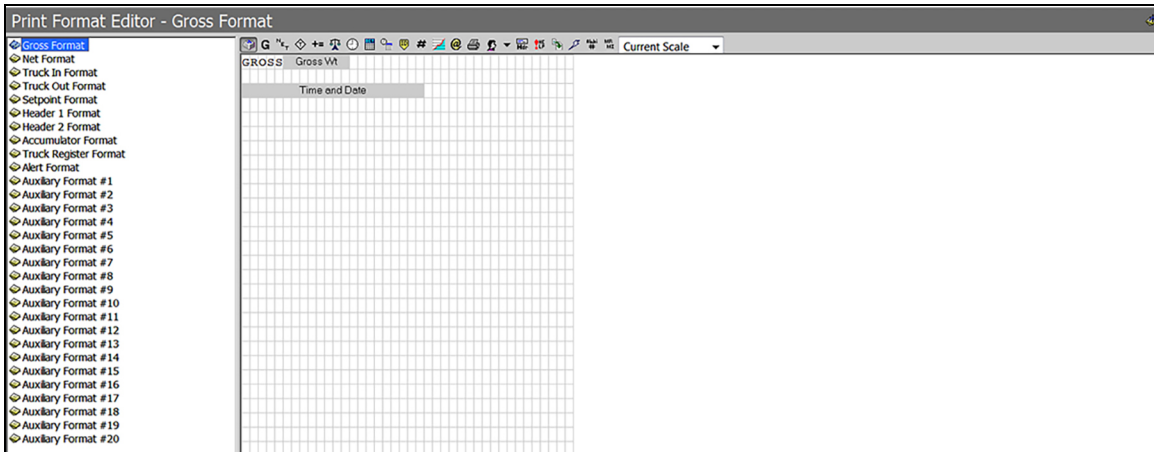 Print Format Editor - Gross Format
Gross Format
Net Format
Truck In Format
Truck Out Format
Setpoint Format
Header 1 Format
Header 2 Format
Accumulator Format
Truck Register Format
Alert Format
Auxiliary Format #1
Auxiliary Format #2
Auxiliary Format #3
Auxiliary Format #4
Auxiliary Format #5
Auxiliary Format #6
Auxiliary Format #7
Auxiliary Format #8
Auxiliary Format #9
Auxiliary Format #10
Auxiliary Format #11
Auxiliary Format #12
Auxiliary Format #13
Auxiliary Format #14
Auxiliary Format #15
Auxiliary Format #16
Auxiliary Format #17
Auxiliary Format #18
Auxiliary Format #19
Auxiliary Format #20
G # @ Current Scale
GROSS Gross Wt
Time and Date